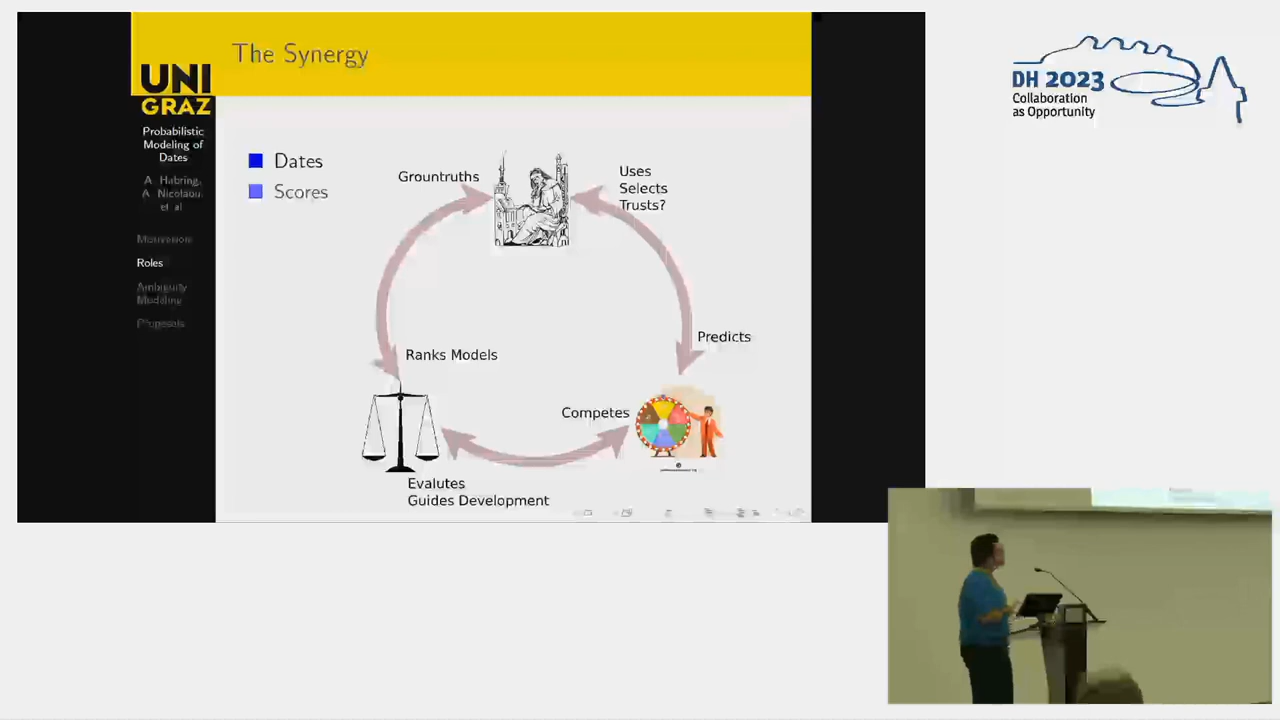 The Synergy
UNI
GRAZ
Probabilistic
Modeling of
Dates
A. Habring,
A. Nicolaou,
et al
Motivation
Roles
Ambiguity
Modeling
Proposals
Dates
Scores
Grountruths
Uses
Selects
Trusts?
Predicts
Ranks Models
Competes
Evalutes
Guides Development
DH 2023
Collaboration
as Opportunity